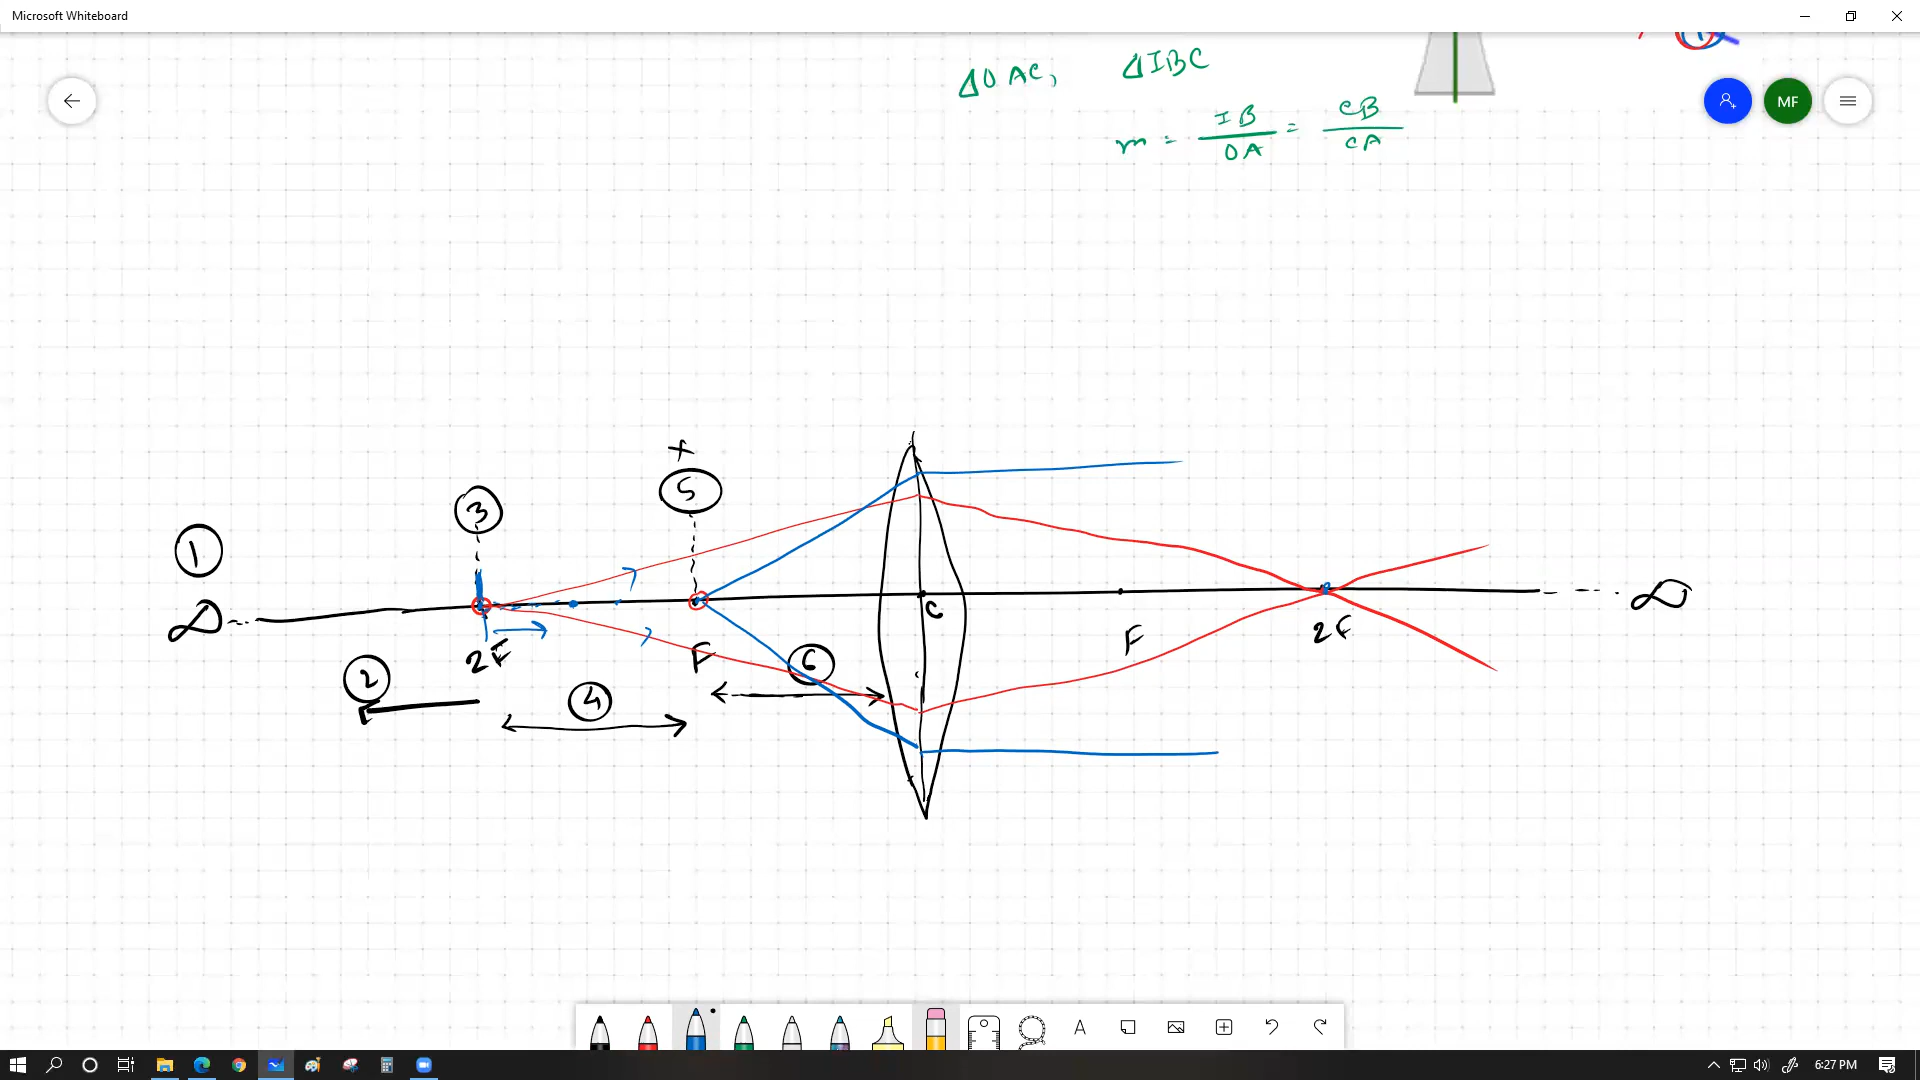 Microsoft Whiteboard
ΔOAC, ΔIBC
m = IB/OA = CB/CA
MF
+
5
3
1
∞ ∞
C
2F F F 2F
6
2
4
A
6:27 PM